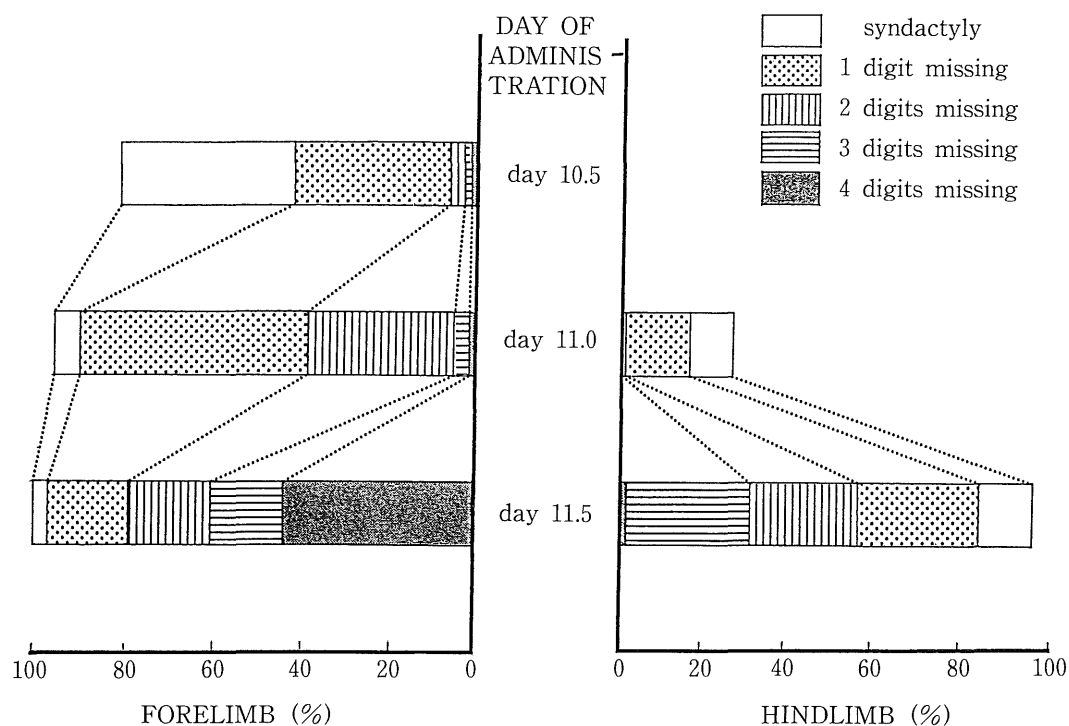 DAY OF
ADMINIS
TRATION
syndactyly
1 digit missing
2 digits missing
3 digits missing
4 digits missing
day 10.5
day 11.0
day 11.5
100 80 60 40 20 0
0 20 40 60 80 100
FORELIMB (%)
HINDLIMB (%)